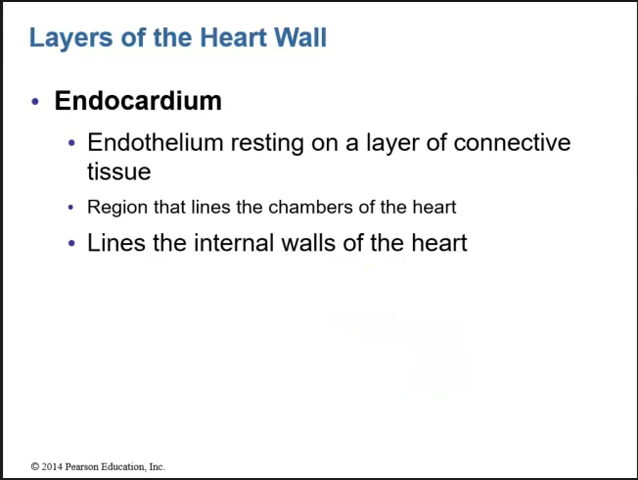 Layers of the Heart Wall
• Endocardium
• Endothelium resting on a layer of connective
tissue
• Region that lines the chambers of the heart
• Lines the internal walls of the heart
© 2014 Pearson Education, Inc.